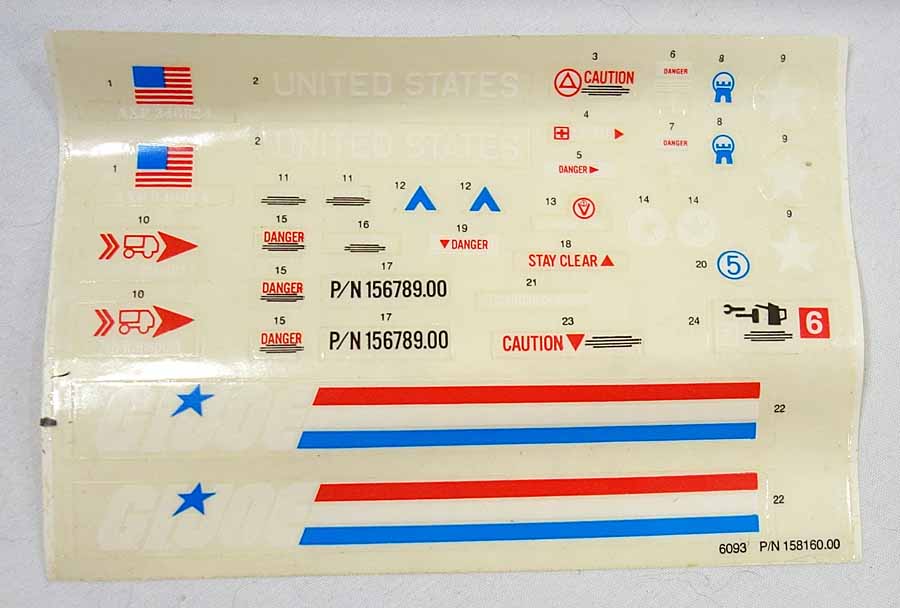 1
2 UNITED STATES
3 CAUTION
6 DANGER
8
9
4
5 DANGER
7 DANGER
8
9
1
2 UNITED STATES
11
11
12
12
13 V
14
14
9
10
15 DANGER
16
19 DANGER
18 STAY CLEAR
20 5
15 DANGER
17 P/N 156789.00
21
10
15 DANGER
17 P/N 156789.00
23 CAUTION
24 6
GI JOE 22
GI JOE 22
6093 P/N 158160.00